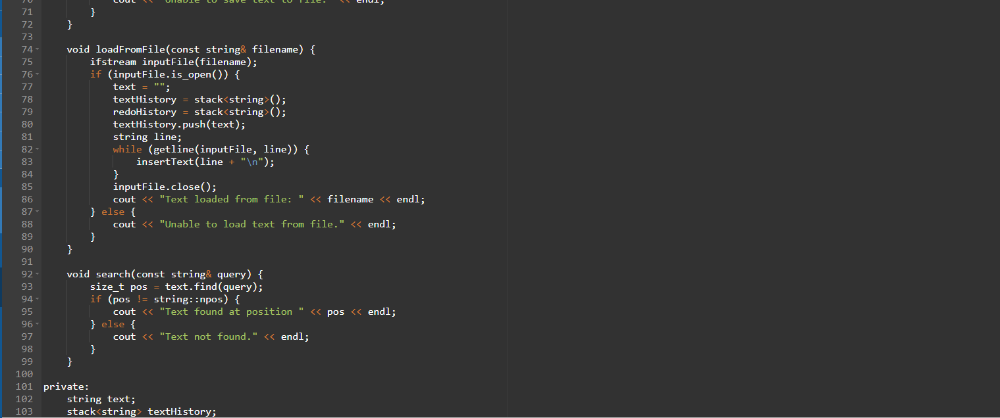 70 cout << "Unable to save text to file." << endl;
71 }
72 }
73
74 void loadFromFile(const string& filename) {
75 ifstream inputFile(filename);
76 if (inputFile.is_open()) {
77 text = "";
78 textHistory = stack<string>();
79 redoHistory = stack<string>();
80 textHistory.push(text);
81 string line;
82 while (getline(inputFile, line)) {
83 insertText(line + "\n");
84 }
85 inputFile.close();
86 cout << "Text loaded from file: " << filename << endl;
87 } else {
88 cout << "Unable to load text from file." << endl;
89 }
90 }
91
92 void search(const string& query) {
93 size_t pos = text.find(query);
94 if (pos != string::npos) {
95 cout << "Text found at position " << pos << endl;
96 } else {
97 cout << "Text not found." << endl;
98 }
99 }
100
101 private:
102 string text;
103 stack<string> textHistory;